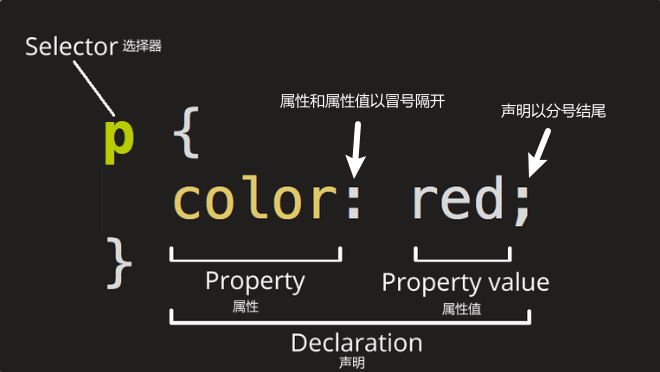 Selector 选择器
属性和属性值以冒号隔开
声明以分号结尾
p {
color: red;
}
Property
属性
Property value
属性值
Declaration
声明